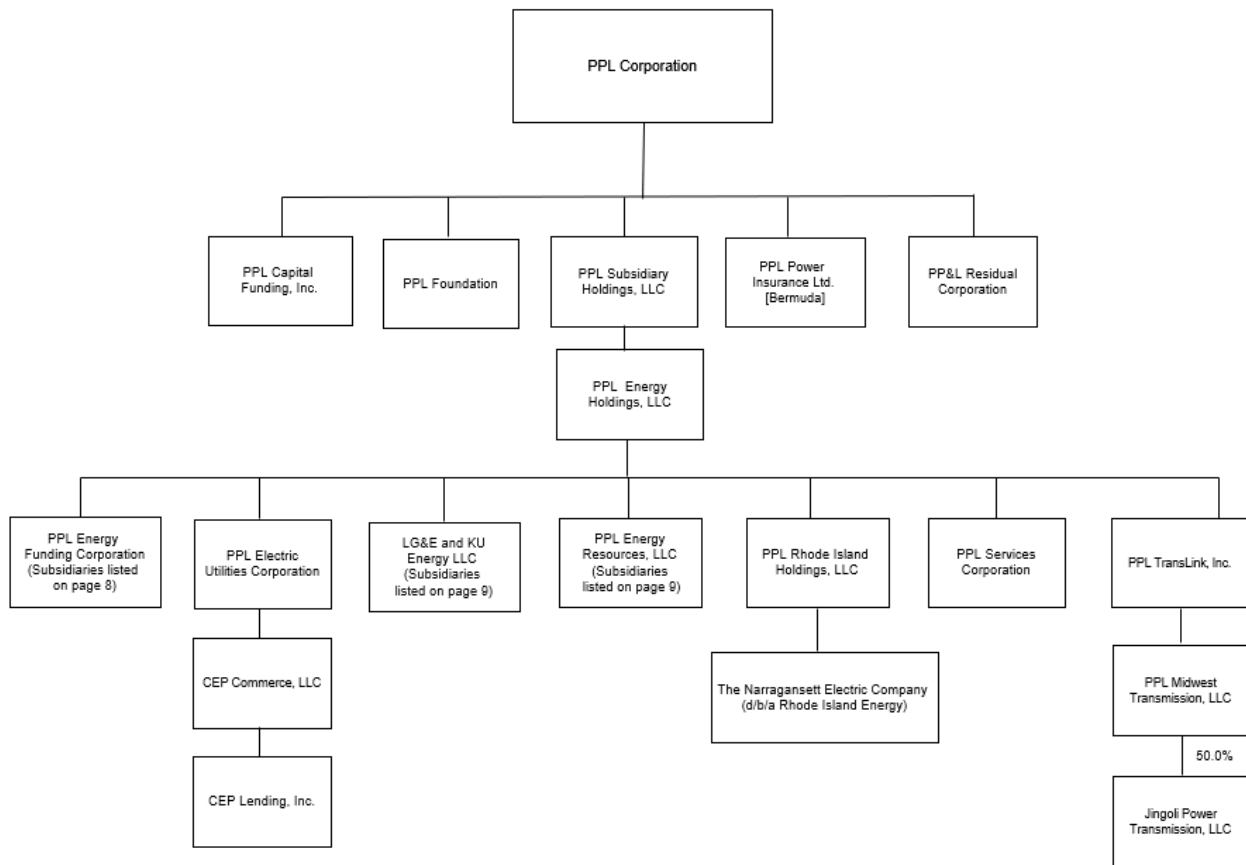 PPL Corporation
PPL Capital
Funding, Inc.
PPL Foundation
PPL Subsidiary
Holdings, LLC
PPL Power
Insurance Ltd.
[Bermuda]
PP&L Residual
Corporation
PPL Energy
Holdings, LLC
PPL Energy
Funding Corporation
(Subsidiaries listed
on page 8)
PPL Electric
Utilities Corporation
LG&E and KU
Energy LLC
(Subsidiaries
listed on page 9)
PPL Energy
Resources, LLC
(Subsidiaries
listed on page 9)
PPL Rhode Island
Holdings, LLC
PPL Services
Corporation
PPL TransLink, Inc.
CEP Commerce, LLC
The Narragansett Electric Company
(d/b/a Rhode Island Energy)
PPL Midwest
Transmission, LLC
50.0%
CEP Lending, Inc.
Jingoli Power
Transmission, LLC